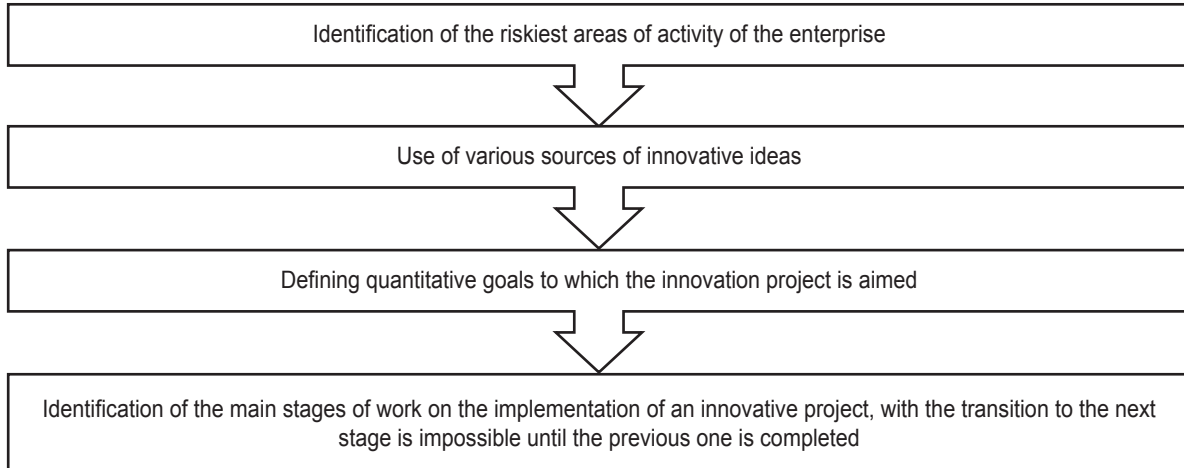 Identification of the riskiest areas of activity of the enterprise
Use of various sources of innovative ideas
Defining quantitative goals to which the innovation project is aimed
Identification of the main stages of work on the implementation of an innovative project, with the transition to the next
stage is impossible until the previous one is completed